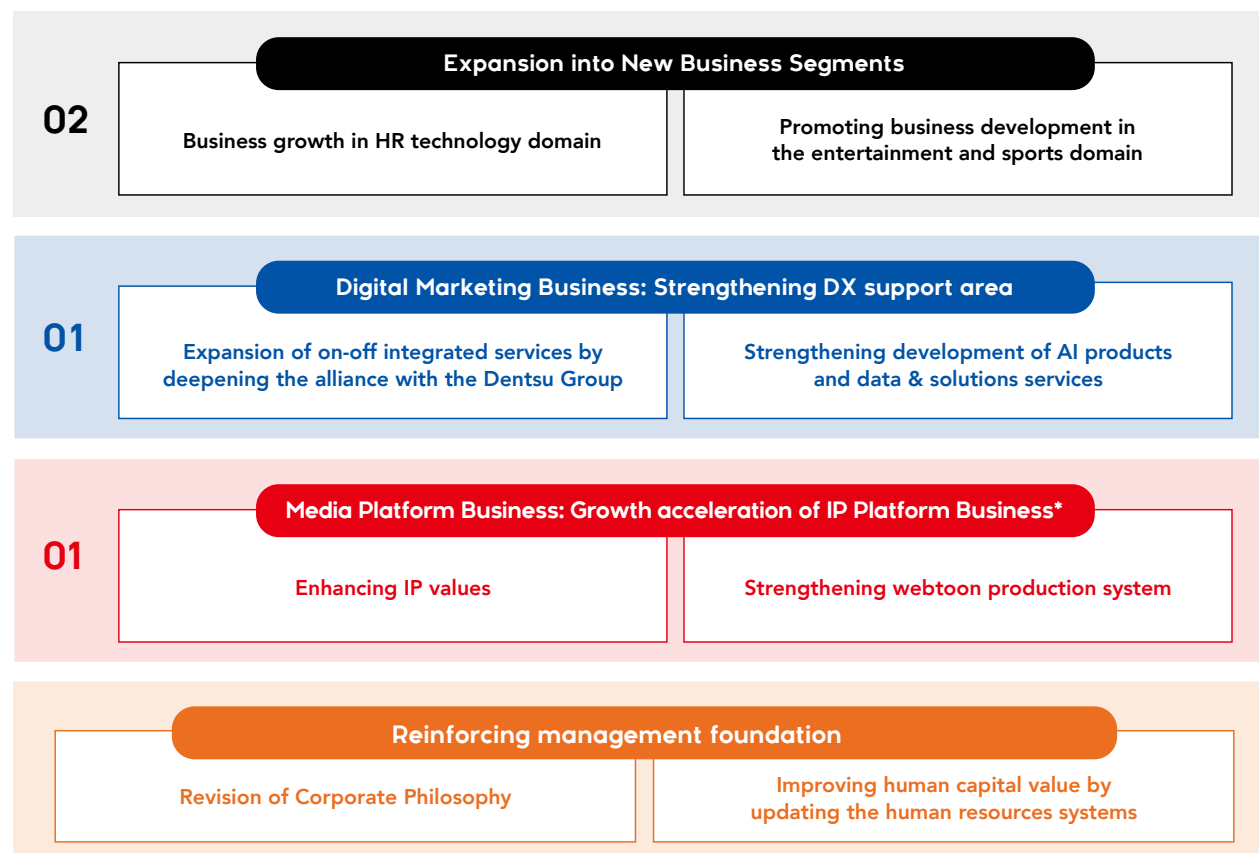 02
Expansion into New Business Segments
Business growth in HR technology domain
Promoting business development in
the entertainment and sports domain
01
Digital Marketing Business: Strengthening DX support area
Expansion of on-off integrated services by
deepening the alliance with the Dentsu Group
Strengthening development of AI products
and data & solutions services
01
Media Platform Business: Growth acceleration of IP Platform Business*
Enhancing IP values
Strengthening webtoon production system
Reinforcing management foundation
Revision of Corporate Philosophy
Improving human capital value by
updating the human resources systems